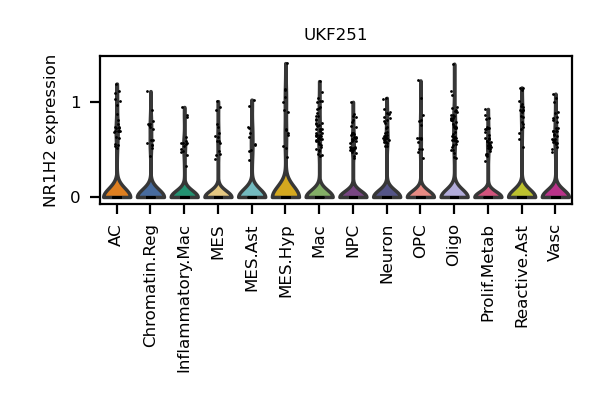 UKF251
NR1H2 expression
1
0
AC
Chromatin.Reg
Inflammatory.Mac
MES
MES.Ast
MES.Hyp
Mac
NPC
Neuron
OPC
Oligo
Prolif.Metab
Reactive.Ast
Vasc